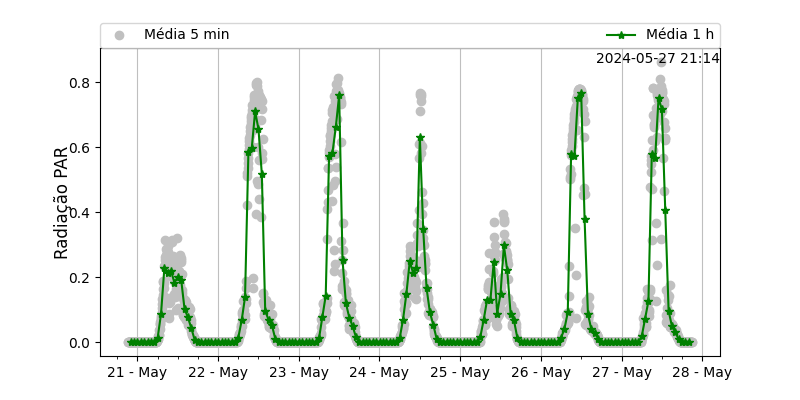 Média 5 min
Média 1 h
2024-05-27 21:14
Radiação PAR
0.8
0.6
0.4
0.2
0.0
21 - May
22 - May
23 - May
24 - May
25 - May
26 - May
27 - May
28 - May